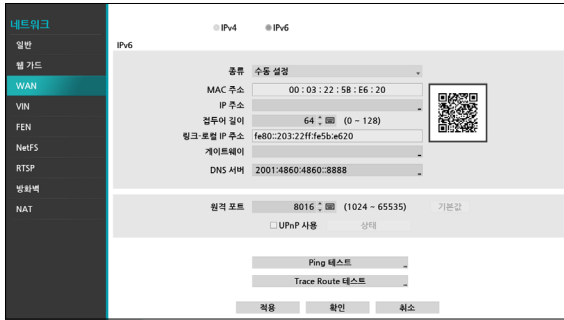 네트워크
일반
웹 가드
WAN
VIN
FEN
NetFS
RTSP
방화벽
NAT
IPv4 IPv6
IPv6
종류 수동 설정
MAC 주소 00 : 03 : 22 : 5B : E6 : 20
IP 주소
접두어 길이 64 (0 ~ 128)
링크-로컬 IP 주소 fe80::203:22ff:fe5b:e620
게이트웨이
DNS 서버 2001:4860:4860::8888
원격 포트 8016 (1024 ~ 65535) 기본값
UPnP 사용 상태
Ping 테스트
Trace Route 테스트
적용 확인 취소